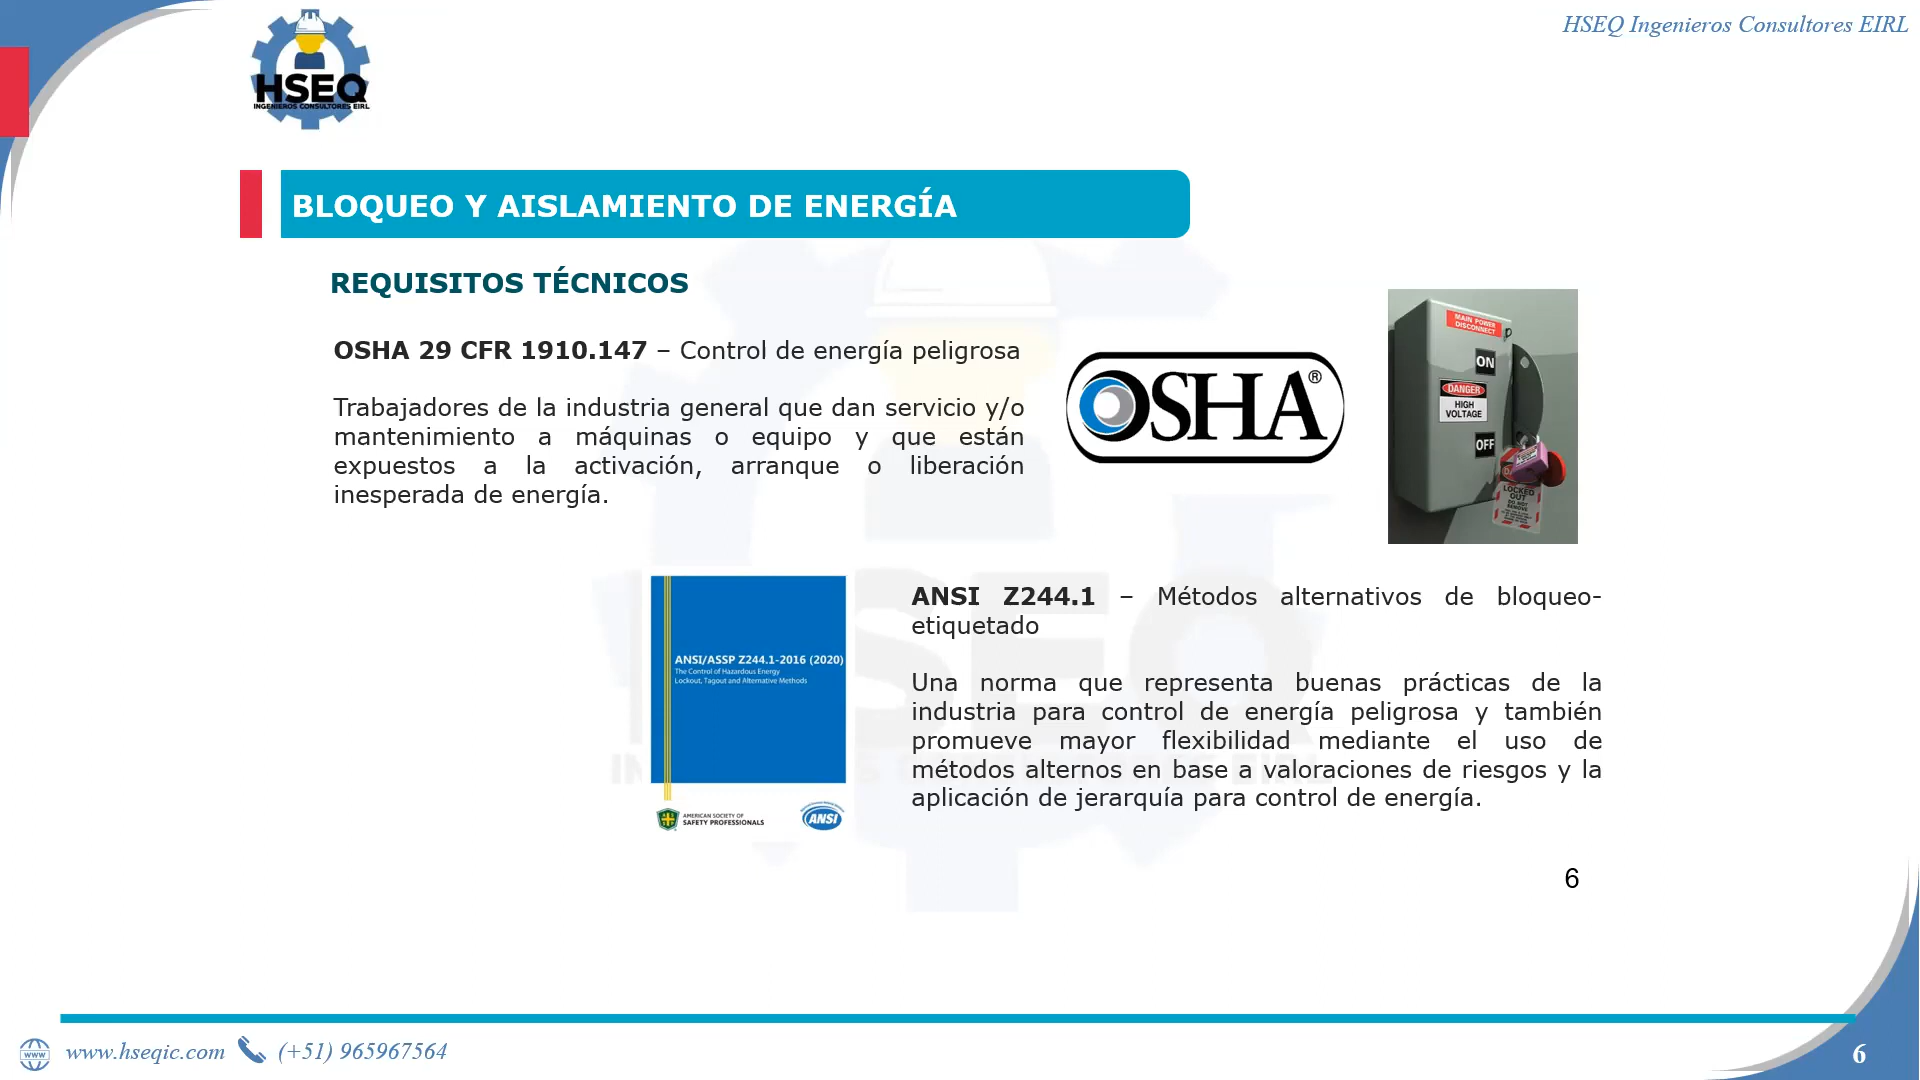 HSEQ Ingenieros Consultores EIRL
HSEQ
INGENIEROS CONSULTORES EIRL
BLOQUEO Y AISLAMIENTO DE ENERGÍA
REQUISITOS TÉCNICOS
OSHA 29 CFR 1910.147 – Control de energía peligrosa
Trabajadores de la industria general que dan servicio y/o
mantenimiento a máquinas o equipo y que están
expuestos a la activación, arranque o liberación
inesperada de energía.
OSHA®
MAIN POWER
DISCONNECT
ON
DANGER
HIGH
VOLTAGE
OFF
LOCKED
OUT
DO NOT
REMOVE
ANSI/ASSP Z244.1-2016 (2020)
The Control of Hazardous Energy
Lockout, Tagout and Alternative Methods
AMERICAN SOCIETY OF
SAFETY PROFESSIONALS
ANSI
ANSI Z244.1 – Métodos alternativos de bloqueo-
etiquetado
Una norma que representa buenas prácticas de la
industria para control de energía peligrosa y también
promueve mayor flexibilidad mediante el uso de
métodos alternos en base a valoraciones de riesgos y la
aplicación de jerarquía para control de energía.
6
www.hseqic.com
(+51) 965967564
6